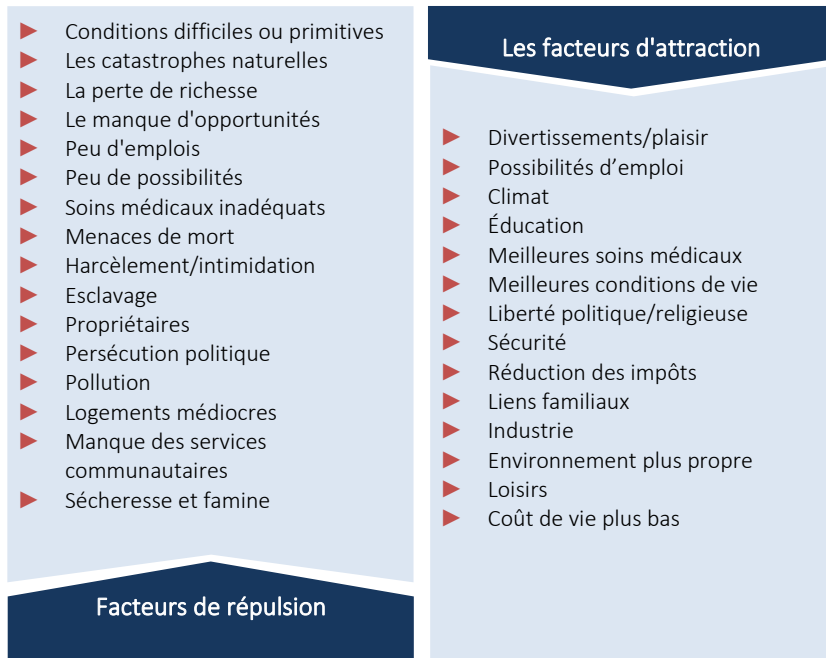 Conditions difficiles ou primitives
Les catastrophes naturelles
La perte de richesse
Le manque d'opportunités
Peu d'emplois
Peu de possibilités
Soins médicaux inadéquats
Menaces de mort
Harcèlement/intimidation
Esclavage
Propriétaires
Persécution politique
Pollution
Logements médiocres
Manque des services
communautaires
Sécheresse et famine
Facteurs de répulsion
Les facteurs d'attraction
Divertissements/plaisir
Possibilités d’emploi
Climat
Éducation
Meilleures soins médicaux
Meilleures conditions de vie
Liberté politique/religieuse
Sécurité
Réduction des impôts
Liens familiaux
Industrie
Environnement plus propre
Loisirs
Coût de vie plus bas